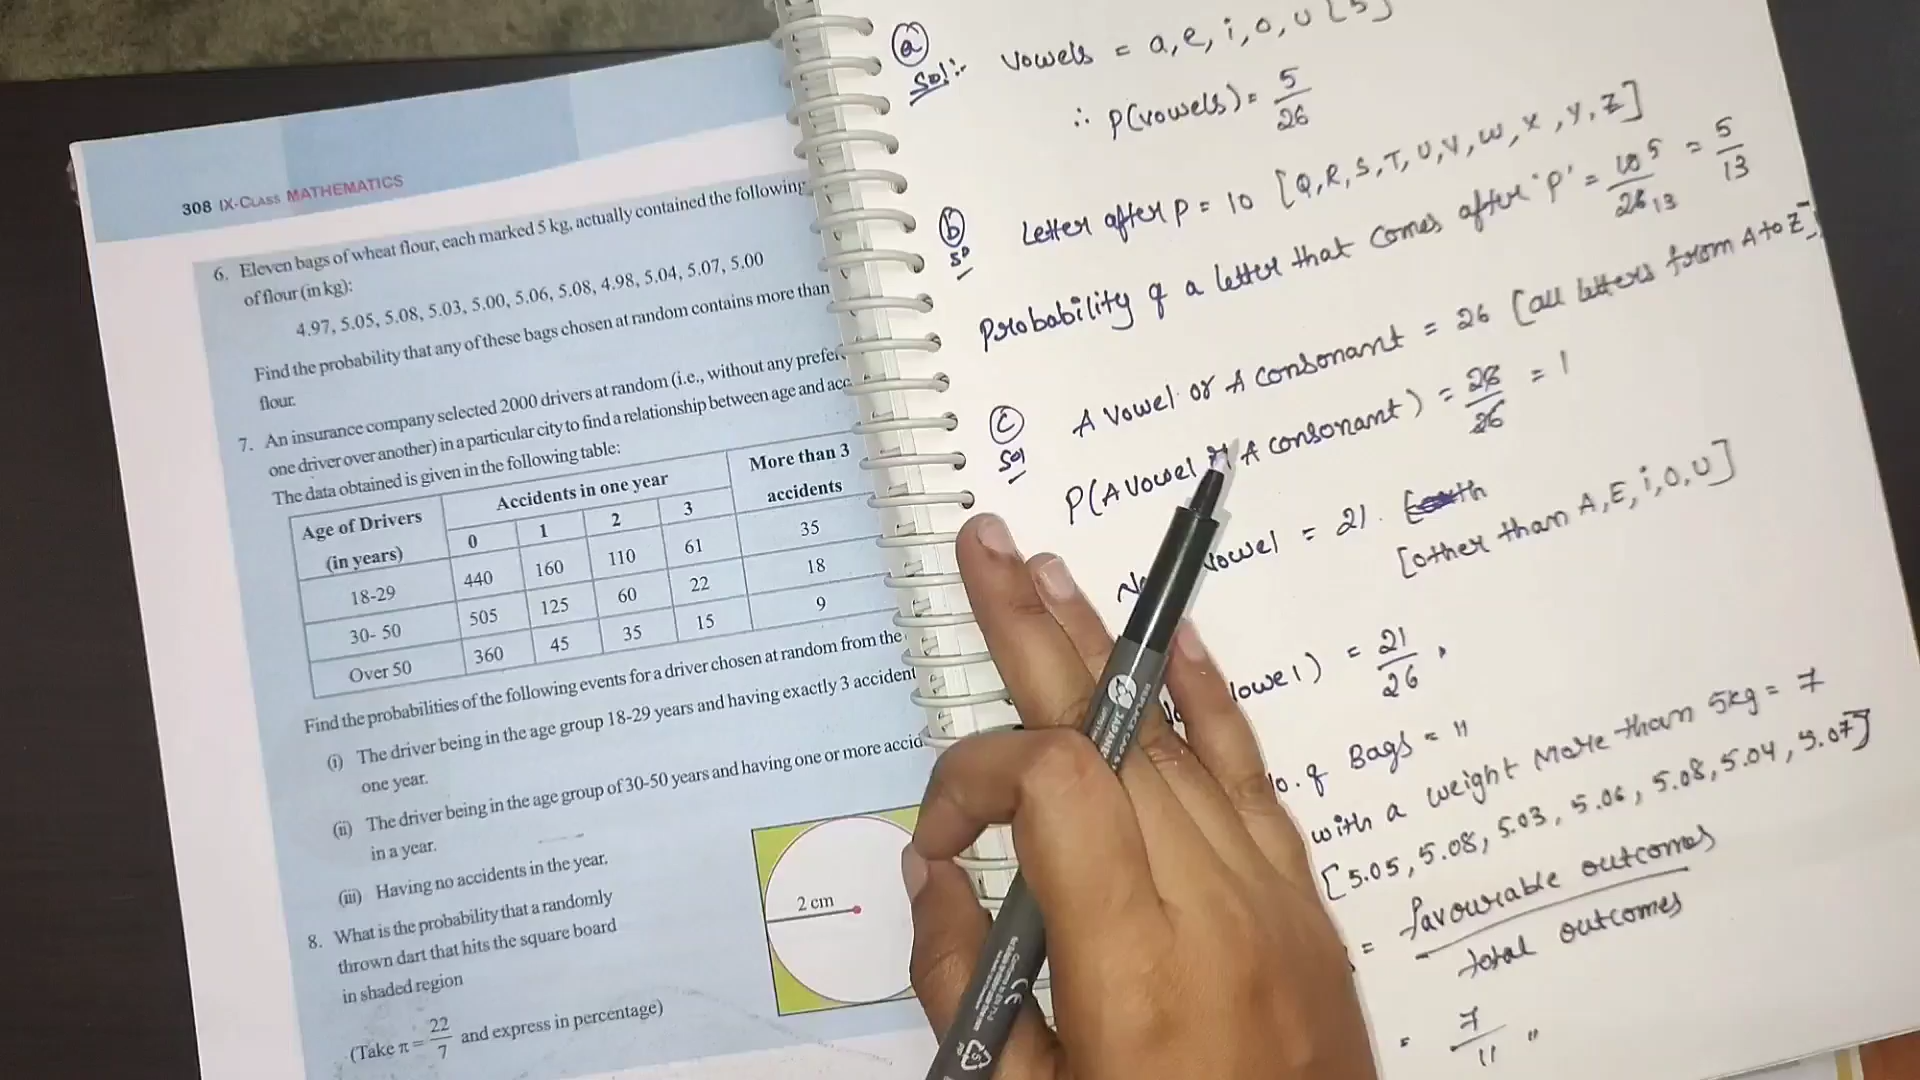 308 IX-CLASS MATHEMATICS
6. Eleven bags of wheat flour, each marked 5 kg, actually contained the following
of flour (in kg):
4.97, 5.05, 5.08, 5.03, 5.00, 5.06, 5.08, 4.98, 5.04, 5.07, 5.00
Find the probability that any of these bags chosen at random contains more than
flour.
7. An insurance company selected 2000 drivers at random (i.e., without any
one driver over another) in a particular city to find a relationship between age and
The data obtained is given in the following table:
Age of Drivers (in years) Accidents in one year More than 3 accidents
0 1 2 3
18-29 440 160 110 61 35
30- 50 505 125 60 22 18
Over 50 360 45 35 15 9
Find the probabilities of the following events for a driver chosen at random from the
(i) The driver being in the age group 18-29 years and having exactly 3
one year.
(ii) The driver being in the age group of 30-50 years and having one or more
in a year.
(iii) Having no accidents in the year.
8. What is the probability that a randomly
thrown dart that hits the square board
in shaded region
(Take π = 22/7 and express in percentage)
2 cm
(a)
Sol:- Vowels = a, e, i, o, u [5]
∴ P(vowels) = 5/26
(b) Letter after P = 10 [Q, R, S, T, U, V, W, X, Y, Z]
Probability of a letter that comes after 'P' = 10 5/26 13 = 5/13
(c) A vowel or A consonant = 26 [all letters from A to Z]
Sol P(A vowel or A consonant) = 26/26 = 1
vowel = 21
[other than A, E, i, O, U]
= 21/26
Bags = 11
with a weight More than 5kg = 7
[5.05, 5.08, 5.03, 5.06, 5.08, 5.04, 5.07]
= favourable outcomes
total outcomes
= 7/11 "